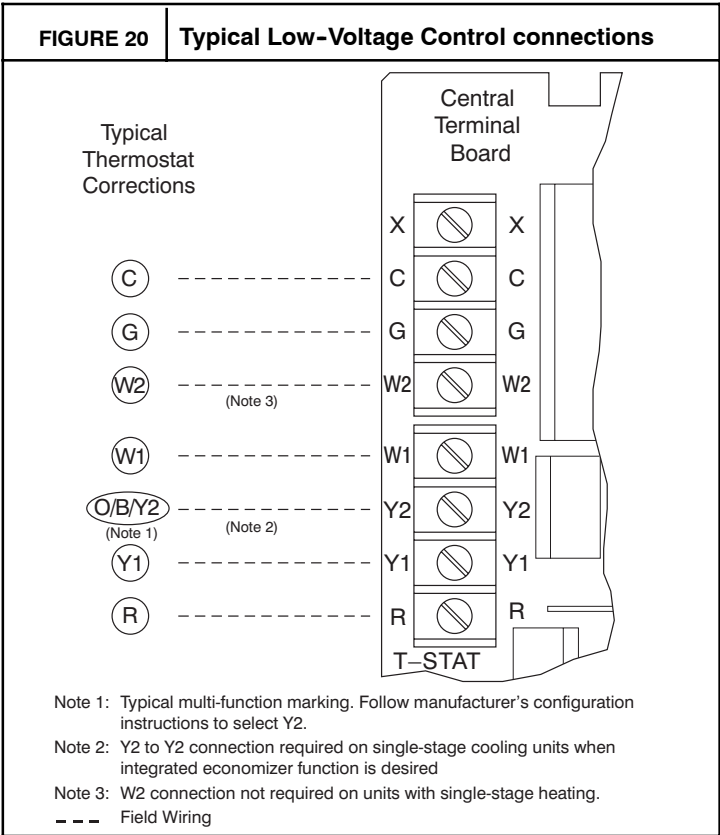 FIGURE 20 Typical Low-Voltage Control connections
Central
Terminal
Board
Typical
Thermostat
Corrections
X X
C C C
G G G
W2 W2 W2
(Note 3)
W1 W1 W1
O/B/Y2 Y2 Y2
(Note 1) (Note 2)
Y1 Y1 Y1
R R R
T–STAT
Note 1: Typical multi-function marking. Follow manufacturer's configuration
instructions to select Y2.
Note 2: Y2 to Y2 connection required on single-stage cooling units when
integrated economizer function is desired
Note 3: W2 connection not required on units with single-stage heating.
Field Wiring